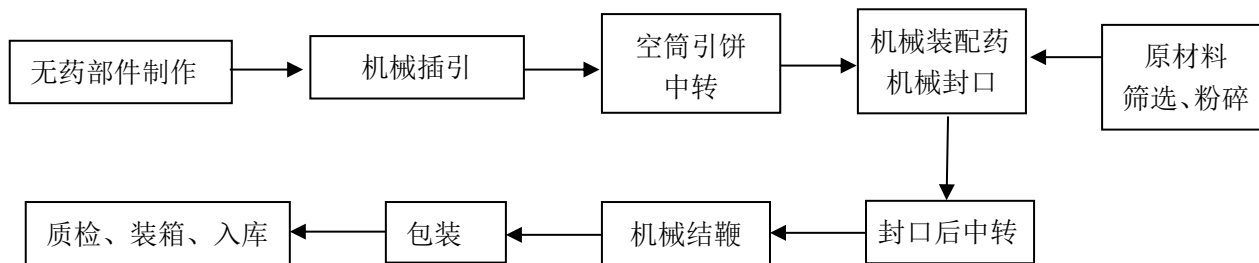 无药部件制作
机械插引
空筒引饼
中转
机械装配药
机械封口
原材料
筛选、粉碎
质检、装箱、入库
包装
机械结鞭
封口后中转